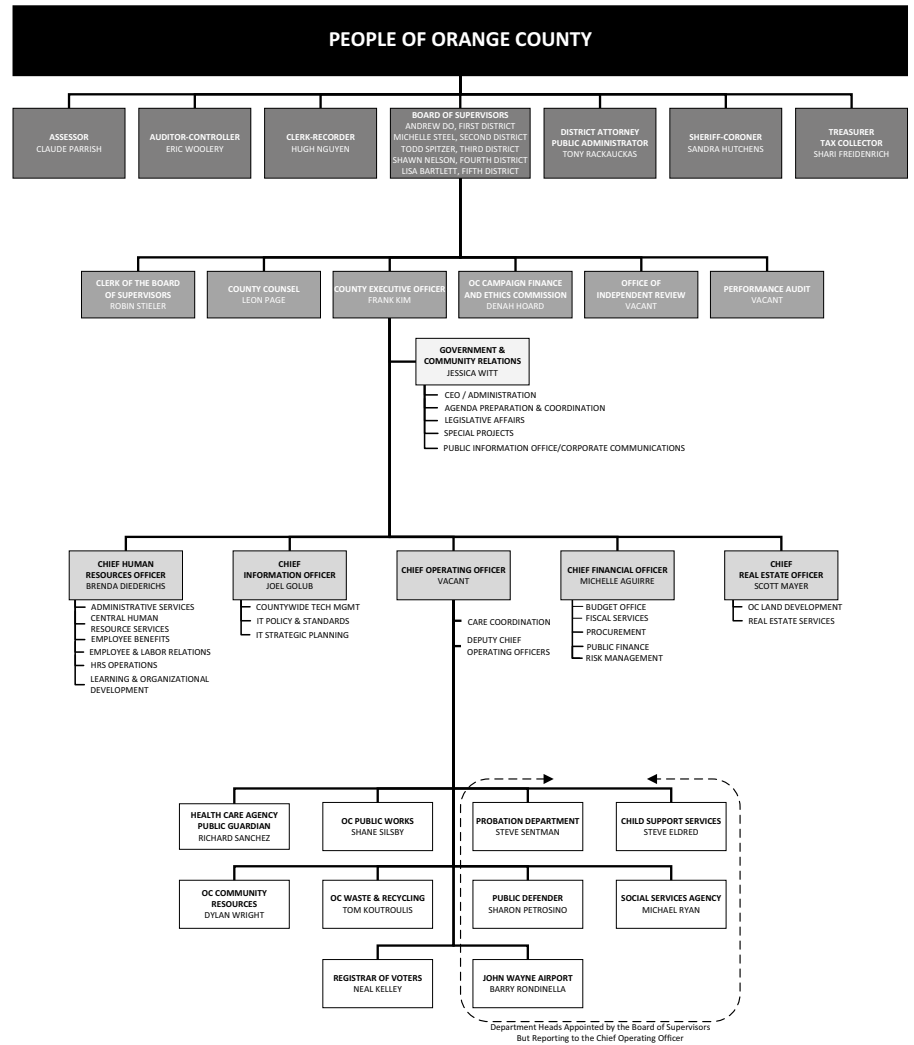 PEOPLE OF ORANGE COUNTY
ASSESSOR
CLAUDE PARRISH
AUDITOR-CONTROLLER
ERIC WOOLERY
CLERK-RECORDER
HUGH NGUYEN
BOARD OF SUPERVISORS
ANDREW DO, FIRST DISTRICT
MICHELLE STEEL, SECOND DISTRICT
TODD SPITZER, THIRD DISTRICT
SHAWN NELSON, FOURTH DISTRICT
LISA BARTLETT, FIFTH DISTRICT
DISTRICT ATTORNEY
PUBLIC ADMINISTRATOR
TONY RACKAUCKAS
SHERIFF-CORONER
SANDRA HUTCHENS
TREASURER
TAX COLLECTOR
SHARI FREIDENRICH
CLERK OF THE BOARD
OF SUPERVISORS
ROBIN STIELER
COUNTY COUNSEL
LEON PAGE
COUNTY EXECUTIVE OFFICER
FRANK KIM
OC CAMPAIGN FINANCE
AND ETHICS COMMISSION
DENAH HOARD
OFFICE OF
INDEPENDENT REVIEW
VACANT
PERFORMANCE AUDIT
VACANT
GOVERNMENT &
COMMUNITY RELATIONS
JESSICA WITT
CEO / ADMINISTRATION
AGENDA PREPARATION & COORDINATION
LEGISLATIVE AFFAIRS
SPECIAL PROJECTS
PUBLIC INFORMATION OFFICE/CORPORATE COMMUNICATIONS
CHIEF HUMAN
RESOURCES OFFICER
BRENDA DIEDERICHS
ADMINISTRATIVE SERVICES
CENTRAL HUMAN
RESOURCE SERVICES
EMPLOYEE BENEFITS
EMPLOYEE & LABOR RELATIONS
HRS OPERATIONS
LEARNING & ORGANIZATIONAL
DEVELOPMENT
CHIEF
INFORMATION OFFICER
JOEL GOLUB
COUNTYWIDE TECH MGMT
IT POLICY & STANDARDS
IT STRATEGIC PLANNING
CHIEF OPERATING OFFICER
VACANT
CARE COORDINATION
DEPUTY CHIEF
OPERATING OFFICERS
CHIEF FINANCIAL OFFICER
MICHELLE AGUIRRE
BUDGET OFFICE
FISCAL SERVICES
PROCUREMENT
PUBLIC FINANCE
RISK MANAGEMENT
CHIEF
REAL ESTATE OFFICER
SCOTT MAYER
OC LAND DEVELOPMENT
REAL ESTATE SERVICES
HEALTH CARE AGENCY
PUBLIC GUARDIAN
RICHARD SANCHEZ
OC PUBLIC WORKS
SHANE SILSBY
PROBATION DEPARTMENT
STEVE SENTMAN
CHILD SUPPORT SERVICES
STEVE ELDRED
OC COMMUNITY
RESOURCES
DYLAN WRIGHT
OC WASTE & RECYCLING
TOM KOUTROULIS
PUBLIC DEFENDER
SHARON PETROSINO
SOCIAL SERVICES AGENCY
MICHAEL RYAN
REGISTRAR OF VOTERS
NEAL KELLEY
JOHN WAYNE AIRPORT
BARRY RONDINELLA
Department Heads Appointed by the Board of Supervisors
But Reporting to the Chief Operating Officer